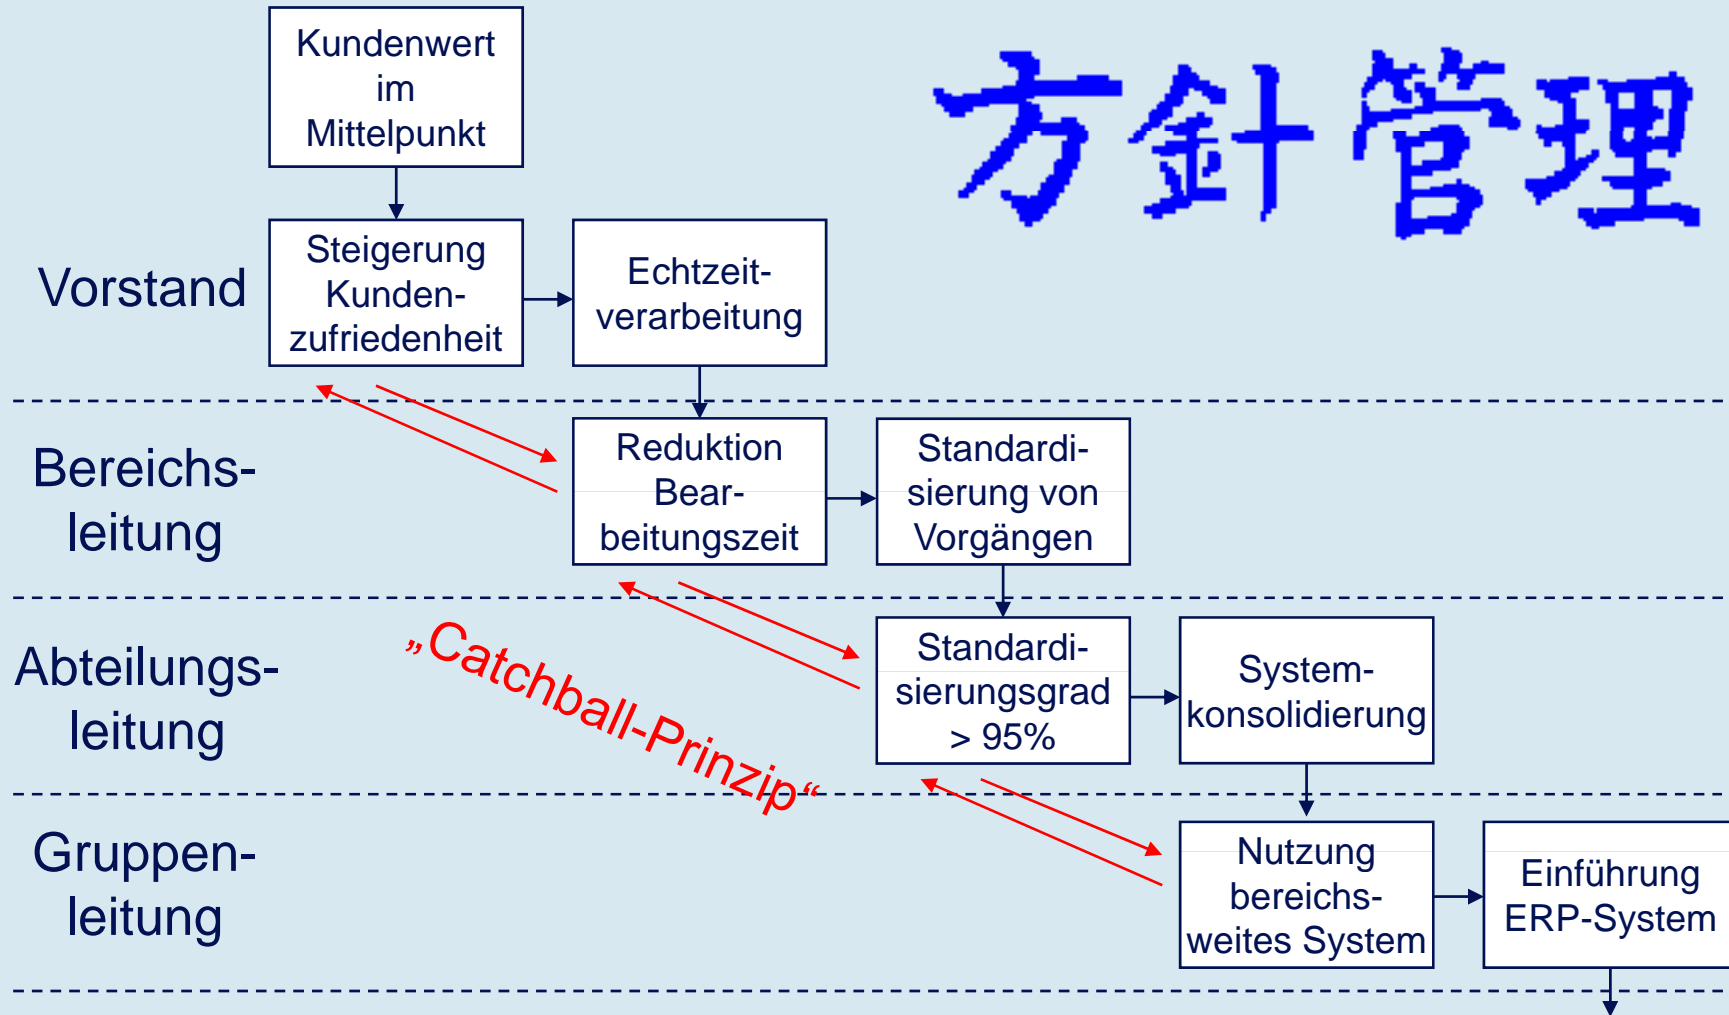 Kundenwert
im
Mittelpunkt
方針管理
Vorstand
Steigerung
Kunden-
zufriedenheit
Echtzeit-
verarbeitung
Bereichs-
leitung
Reduktion
Bear-
beitungszeit
Standardi-
sierung von
Vorgängen
Abteilungs-
leitung
„Catchball-Prinzip“
Standardi-
sierungsgrad
> 95%
System-
konsolidierung
Gruppen-
leitung
Nutzung
bereichs-
weites System
Einführung
ERP-System